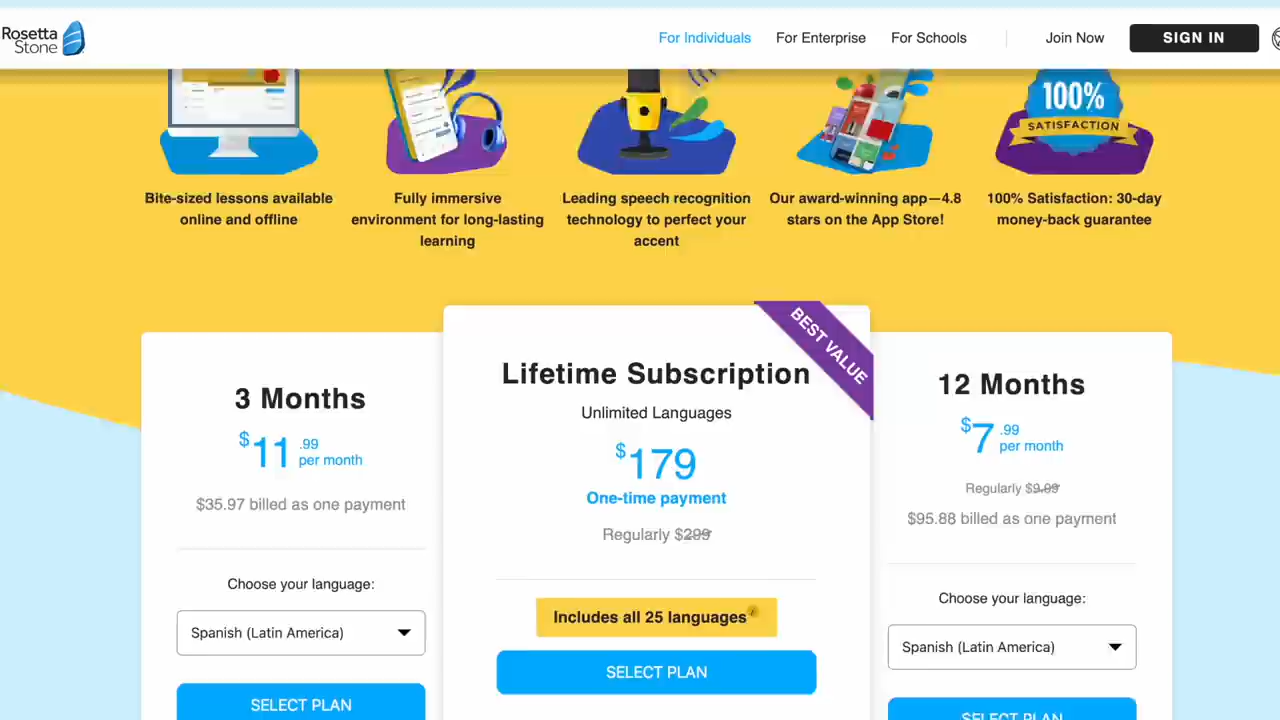 Rosetta
Stone
For Individuals
For Enterprise
For Schools
Join Now
SIGN IN
100%
SATISFACTION
Bite-sized lessons available
online and offline
Fully immersive
environment for long-lasting
learning
Leading speech recognition
technology to perfect your
accent
Our award-winning app—4.8
stars on the App Store!
100% Satisfaction: 30-day
money-back guarantee
3 Months
$11.99
per month
$35.97 billed as one payment
Choose your language:
Spanish (Latin America)
SELECT PLAN
BEST VALUE
Lifetime Subscription
Unlimited Languages
$179
One-time payment
Regularly $299
Includes all 25 languages
SELECT PLAN
12 Months
$7.99
per month
Regularly $9.99
$95.88 billed as one payment
Choose your language:
Spanish (Latin America)
SELECT PLAN